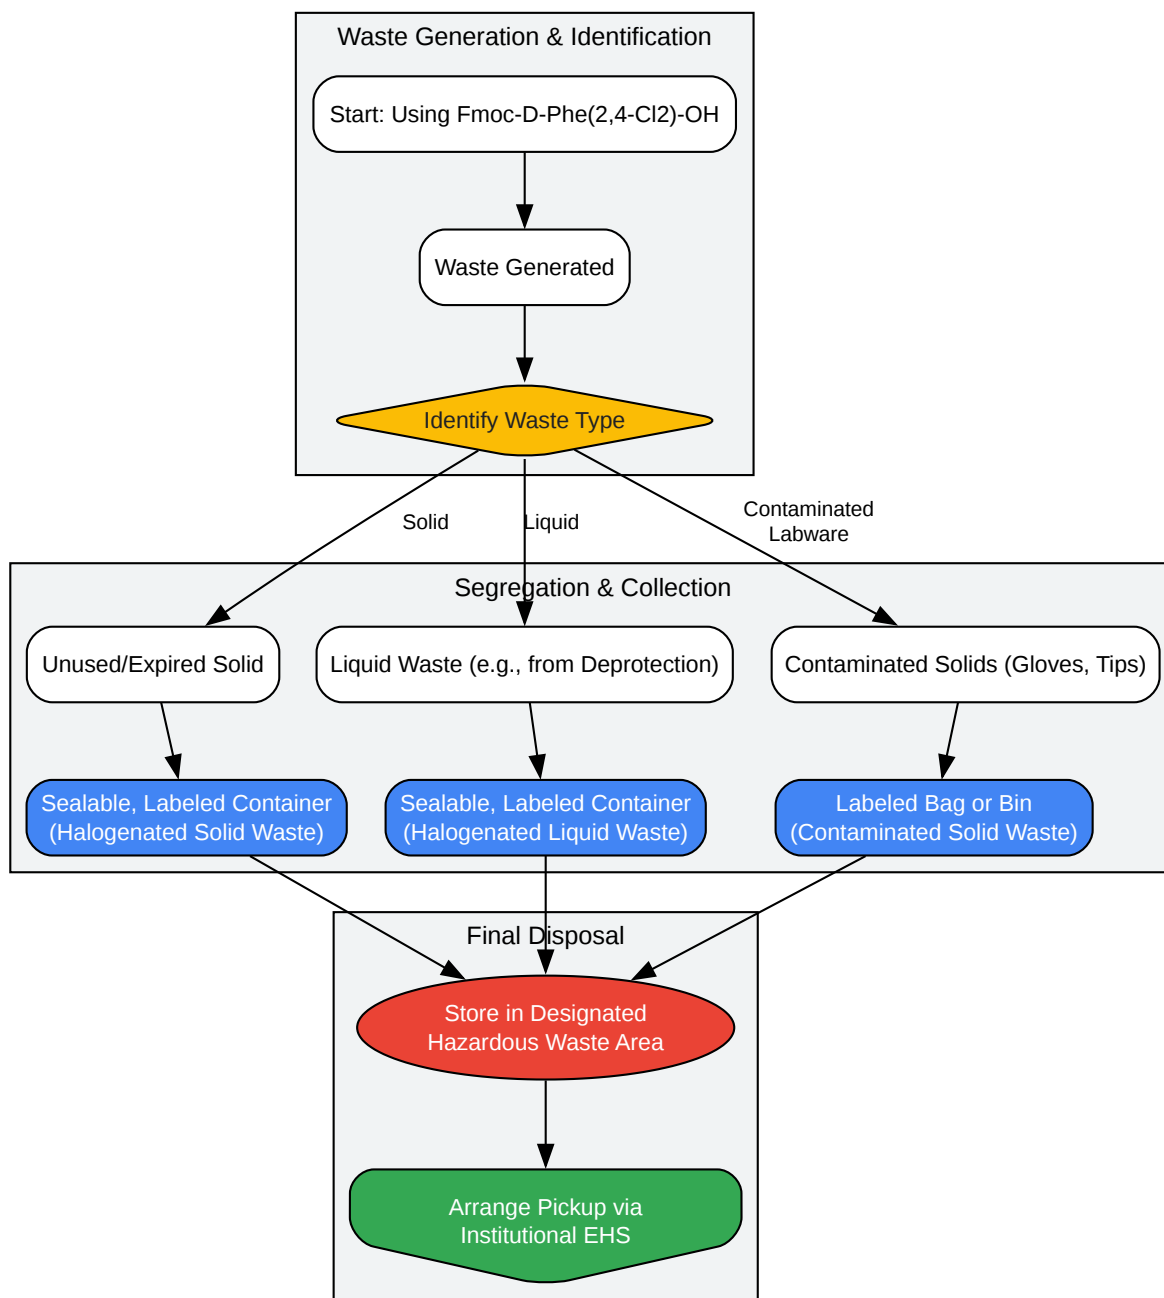 Waste Generation & Identification
Start: Using Fmoc-D-Phe(2,4-Cl2)-OH
Waste Generated
Identify Waste Type
Solid
Liquid
Contaminated
Labware
Segregation & Collection
Unused/Expired Solid
Liquid Waste (e.g., from Deprotection)
Contaminated Solids (Gloves, Tips)
Sealable, Labeled Container
(Halogenated Solid Waste)
Sealable, Labeled Container
(Halogenated Liquid Waste)
Labeled Bag or Bin
(Contaminated Solid Waste)
Final Disposal
Store in Designated
Hazardous Waste Area
Arrange Pickup via
Institutional EHS